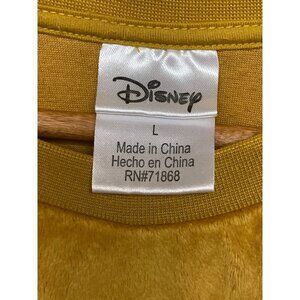 Disney
L
Made in China
Hecho en China
RN#71868